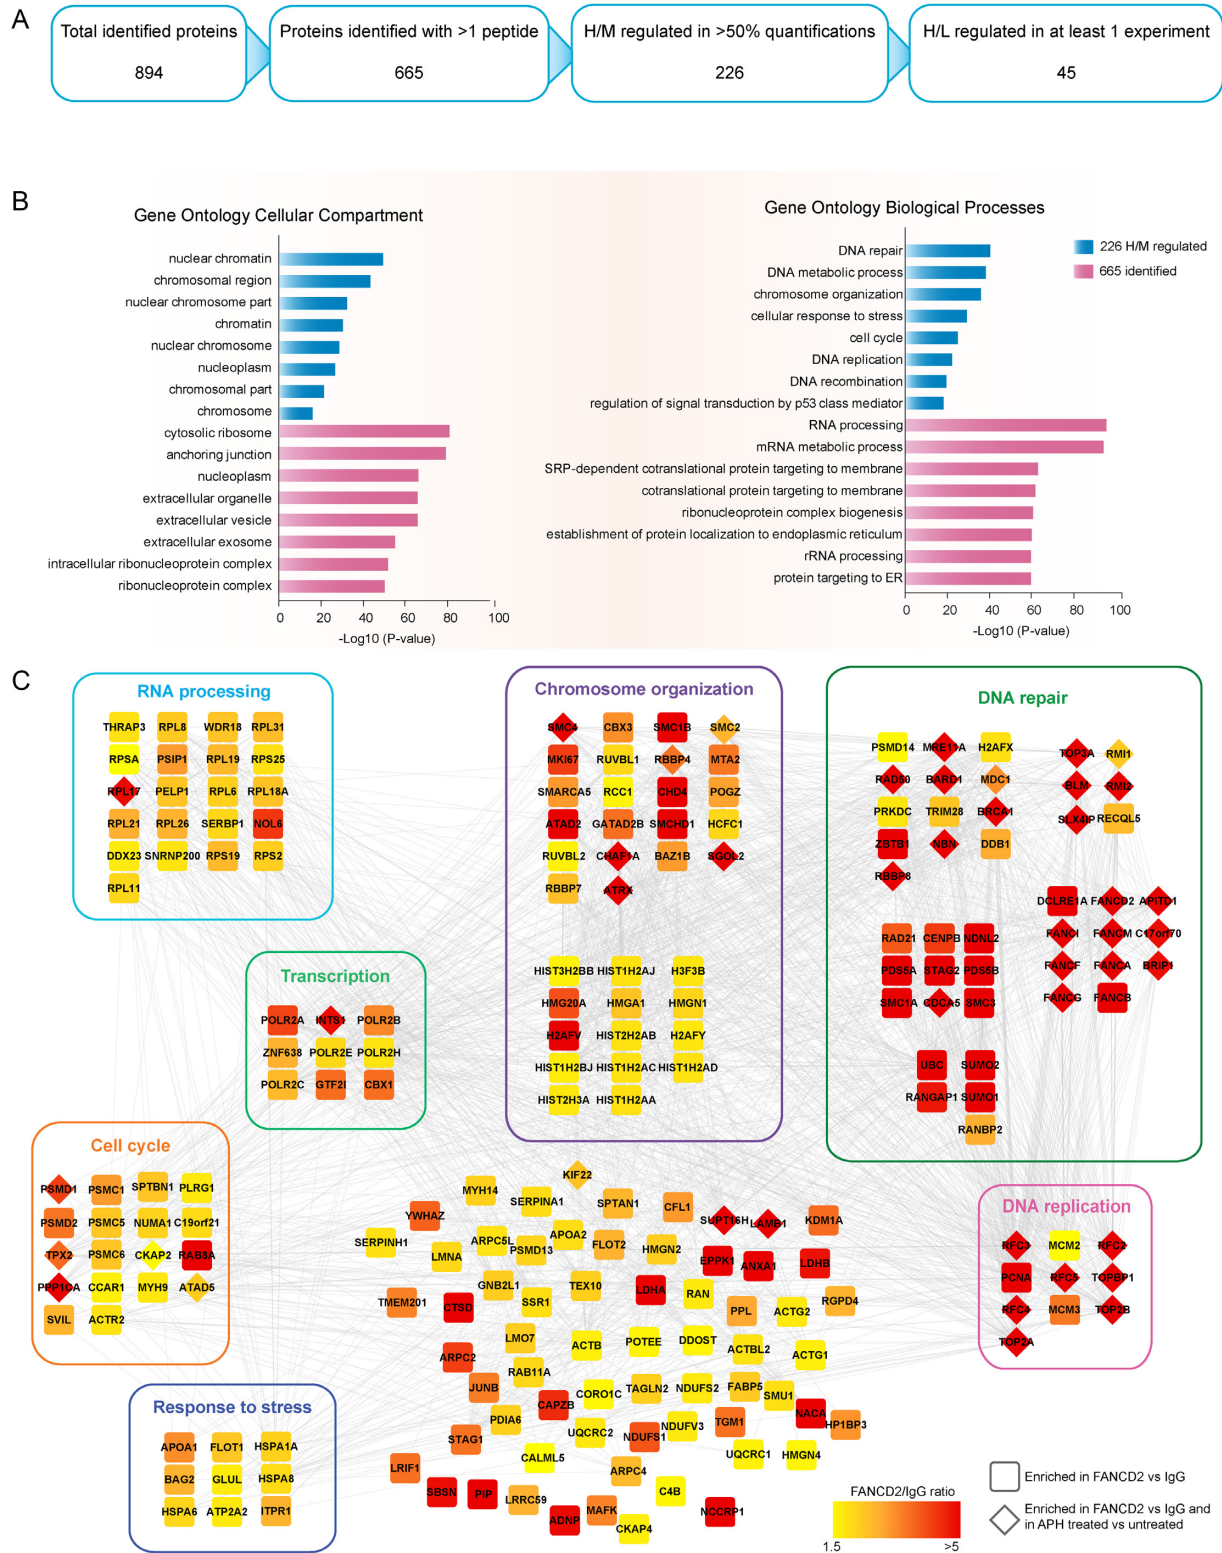 A
Total identified proteins
894
Proteins identified with >1 peptide
665
H/M regulated in >50% quantifications
226
H/L regulated in at least 1 experiment
45
B
Gene Ontology Cellular Compartment
nuclear chromatin
chromosomal region
nuclear chromosome part
chromatin
nuclear chromosome
nucleoplasm
chromosomal part
chromosome
cytosolic ribosome
anchoring junction
nucleoplasm
extracellular organelle
extracellular vesicle
extracellular exosome
intracellular ribonucleoprotein complex
ribonucleoprotein complex
0 20 40 60 80 100
-Log10 (P-value)
Gene Ontology Biological Processes
226 H/M regulated
665 identified
DNA repair
DNA metabolic process
chromosome organization
cellular response to stress
cell cycle
DNA replication
DNA recombination
regulation of signal transduction by p53 class mediator
RNA processing
mRNA metabolic process
SRP-dependent cotranslational protein targeting to membrane
cotranslational protein targeting to membrane
ribonucleoprotein complex biogenesis
establishment of protein localization to endoplasmic reticulum
rRNA processing
protein targeting to ER
0 20 40 60 80 100
-Log10 (P-value)
C
RNA processing
THRAP3 RPL8 WDR18 RPL31
RPSA PSIP1 RPL19 RPS25
RPL17 PELP1 RPL6 RPL18A
RPL21 RPL26 SERBP1 NOL6
DDX23 SNRNP200 RPS19 RPS2
RPL11
Chromosome organization
SMC4 CBX3 SMC1B SMC2
MKI67 RUVBL1 RBBP4 MTA2
SMARCA5 RCC1 CHD4 POGZ
ATAD2 GATAD2B SMCHD1 HCFC1
RUVBL2 CHAF1A BAZ1B SGOL2
RBBP7 ATRX
HIST3H2BB HIST1H2AJ H3F3B
HMG20A HMGA1 HMGN1
H2AFV HIST2H2AB H2AFY
HIST1H2BJ HIST1H2AC HIST1H2AD
HIST2H3A HIST1H2AA
DNA repair
PSMD14 MRE11A H2AFX
RAD50 BARD1 MDC1
PRKDC TRIM28 BRCA1
ZBTB1 NBN DDB1
RBBP8
TOP3A RMI1
BLM RMI2
SLX4IP RECQL5
DCLRE1A FANCD2 APITD1
FANCI FANCM C17orf70
FANCF FANCA BRIP1
FANCG FANCB
RAD21 CENPB NDNL2
PDS5A STAG2 PDS5B
SMC1A CDCA5 SMC3
UBC SUMO2
RANGAP1 SUMO1
RANBP2
Transcription
POLR2A INTS1 POLR2B
ZNF638 POLR2E POLR2H
POLR2C GTF2I CBX1
Cell cycle
PSMD1 PSMC1 SPTBN1 PLRG1
PSMD2 PSMC5 NUMA1 C19orf21
TPX2 PSMC6 CKAP2 RAB8A
PPP1CA CCAR1 MYH9 ATAD5
SVIL ACTR2
DNA replication
RFC3 MCM2 RFC2
PCNA RFC5 TOPBP1
RFC4 MCM3 TOP2B
TOP2A
Response to stress
APOA1 FLOT1 HSPA1A
BAG2 GLUL HSPA8
HSPA6 ATP2A2 ITPR1
KIF22
MYH14 SERPINA1 SPTAN1 CFL1
YWHAZ SUPT16H LAMB1 KDM1A
SERPINH1 ARPC5L APOA2 FLOT2 HMGN2
LMNA PSMD13 EPPK1 ANXA1 LDHB
GNB2L1 TEX10 LDHA RAN
TMEM201 CTSD SSR1 PPL ACTG2 RGPD4
LMO7 ACTB POTEE DDOST ACTBL2 ACTG1
ARPC2 RAB11A
JUNB CORO1C TAGLN2 NDUFS2 FABP5 SMU1
CAPZB NACA
PDIA6 UQCRC2 NDUFV3 TGM1 HP1BP3
STAG1 NDUFS1
CALML5 UQCRC1 HMGN4
LRIF1 ARPC4
SBSN PIP LRRC59 C4B
MAFK NCCRP1
ADNP CKAP4
FANCD2/IgG ratio
1.5 >5
Enriched in FANCD2 vs IgG
Enriched in FANCD2 vs IgG and
in APH treated vs untreated